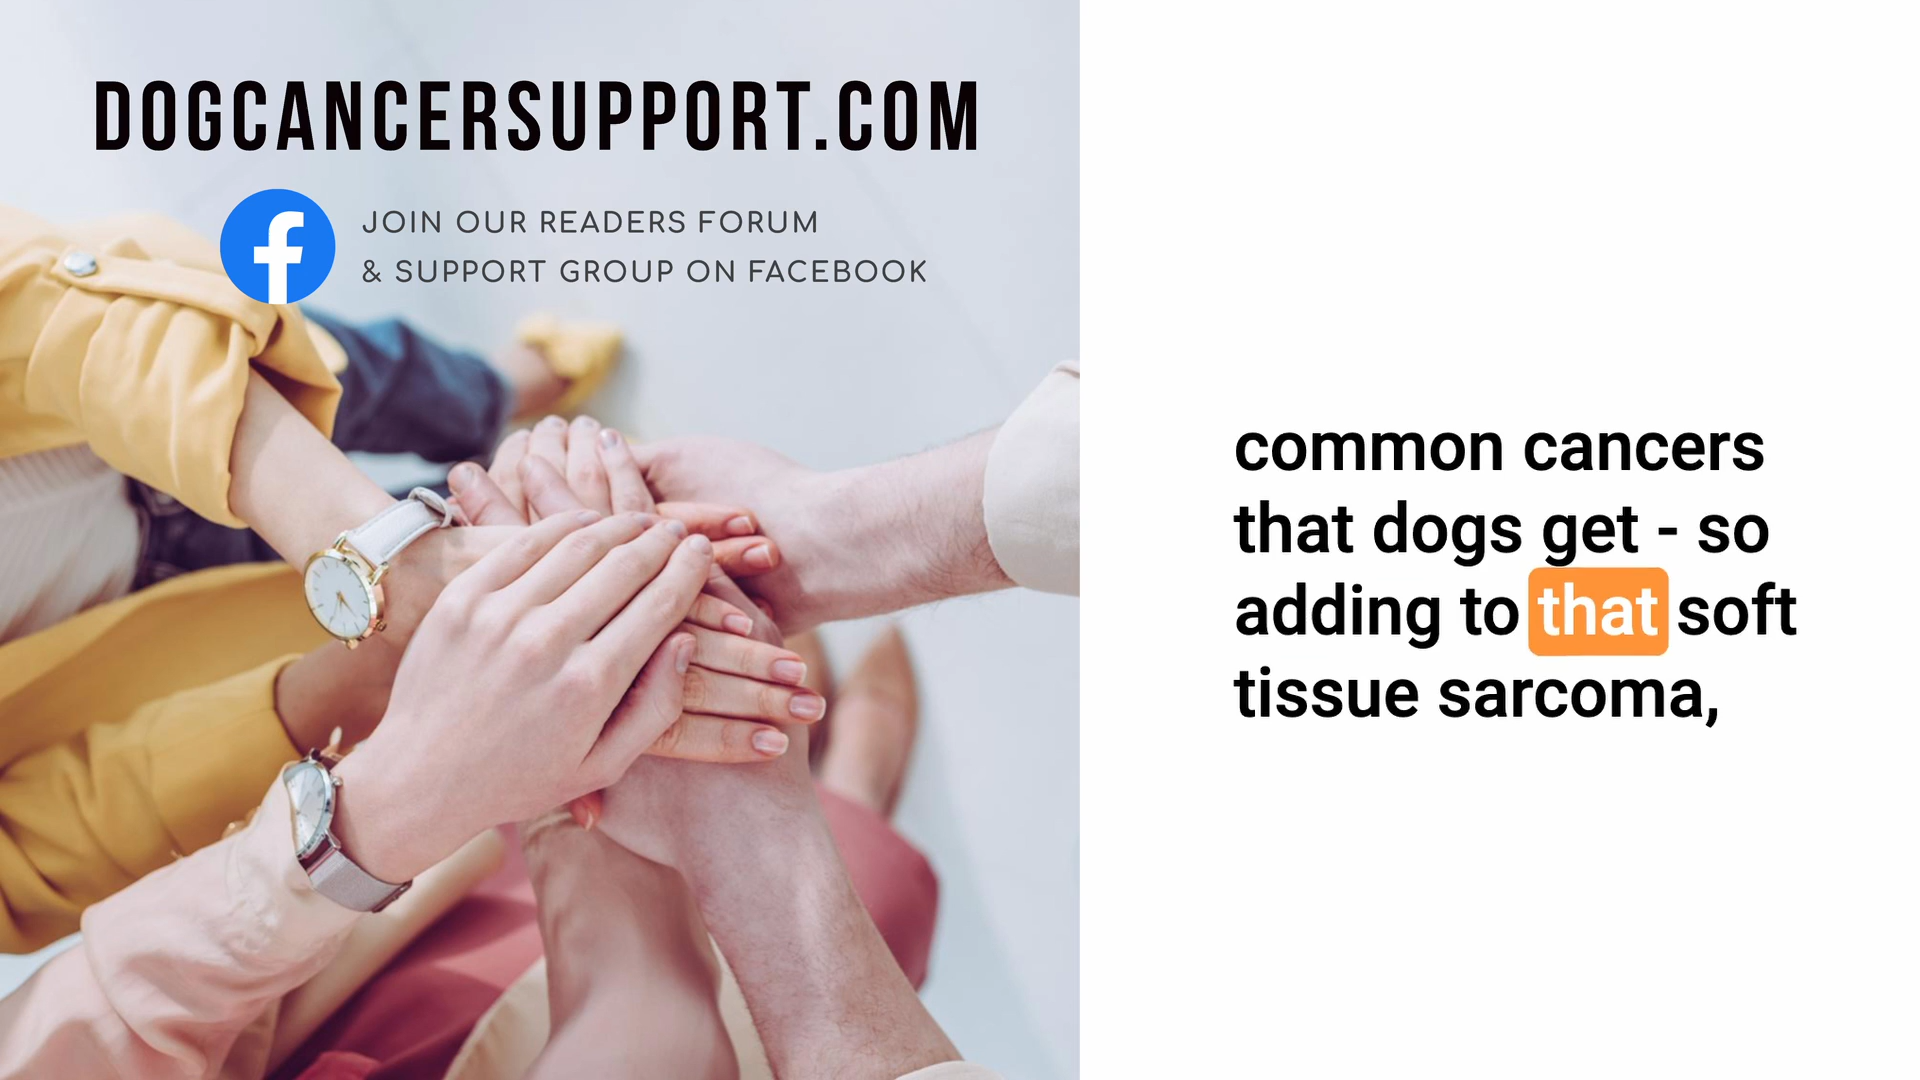 DOGCANCERSUPPORT.COM
JOIN OUR READERS FORUM
& SUPPORT GROUP ON FACEBOOK
common cancers
that dogs get - so
adding to that soft
tissue sarcoma,